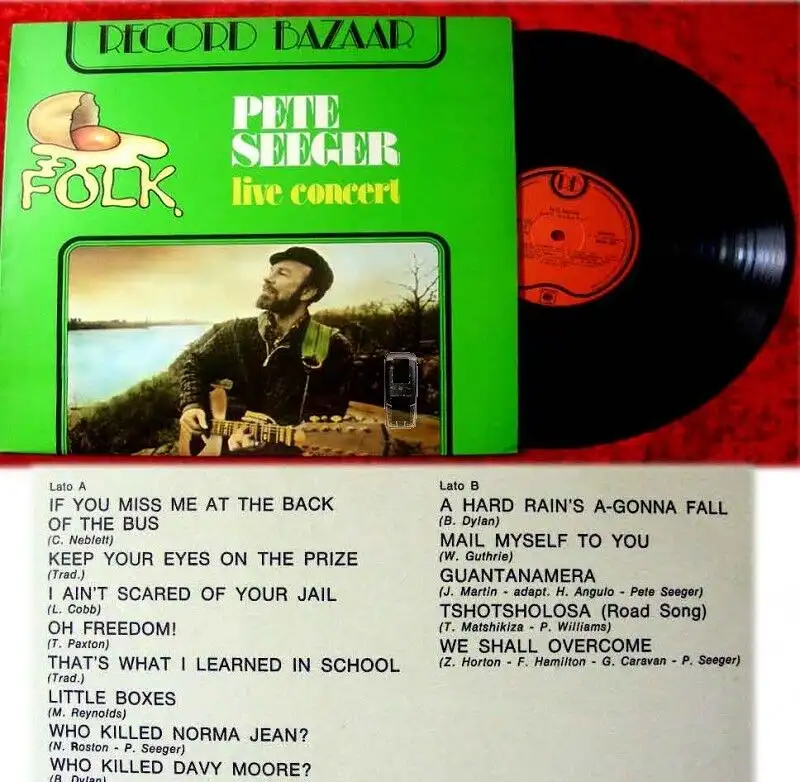 RECORD BAZAAR
PETE
SEEGER
live concert
FOLK.
Lato A
IF YOU MISS ME AT THE BACK
OF THE BUS
(C. Neblett)
KEEP YOUR EYES ON THE PRIZE
(Trad.)
I AIN'T SCARED OF YOUR JAIL
(L. Cobb)
OH FREEDOM!
(T. Paxton)
THAT'S WHAT I LEARNED IN SCHOOL
(Trad.)
LITTLE BOXES
(M. Reynolds)
WHO KILLED NORMA JEAN?
(N. Roston - P. Seeger)
WHO KILLED DAVY MOORE?
(B. Dylan)
Lato B
A HARD RAIN'S A-GONNA FALL
(B. Dylan)
MAIL MYSELF TO YOU
(W. Guthrie)
GUANTANAMERA
(J. Martin - adapt. H. Angulo - Pete Seeger)
TSHOTSHOLOSA (Road Song)
(T. Matshikiza - P. Williams)
WE SHALL OVERCOME
(Z. Horton - F. Hamilton - G. Caravan - P. Seeger)